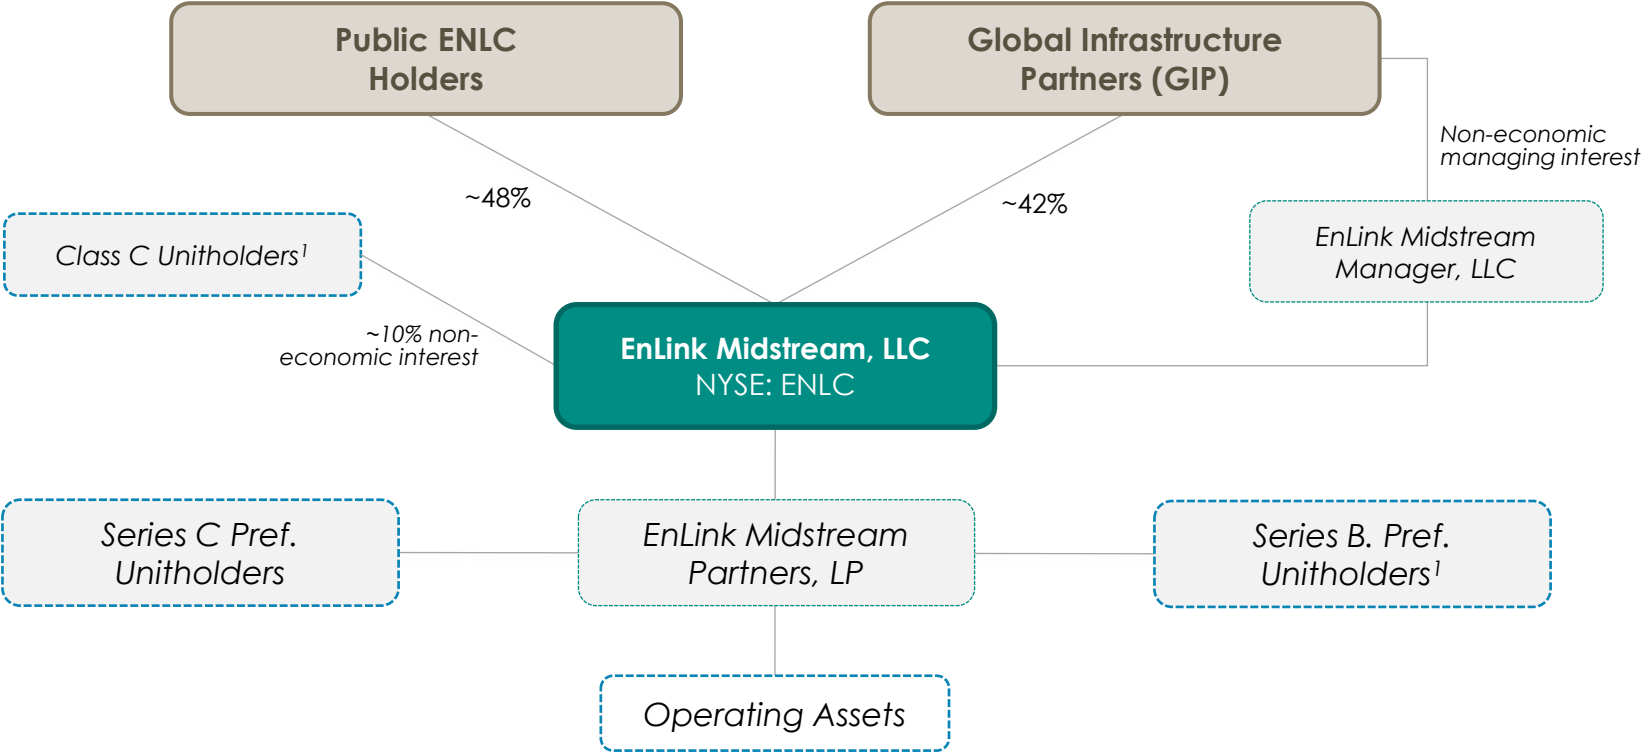 Public ENLC
Holders
Global Infrastructure
Partners (GIP)
Non-economic
managing interest
~48%
~42%
Class C Unitholders¹
EnLink Midstream
Manager, LLC
~10% non-
economic interest
EnLink Midstream, LLC
NYSE: ENLC
Series C Pref.
Unitholders
EnLink Midstream
Partners, LP
Series B. Pref.
Unitholders¹
Operating Assets